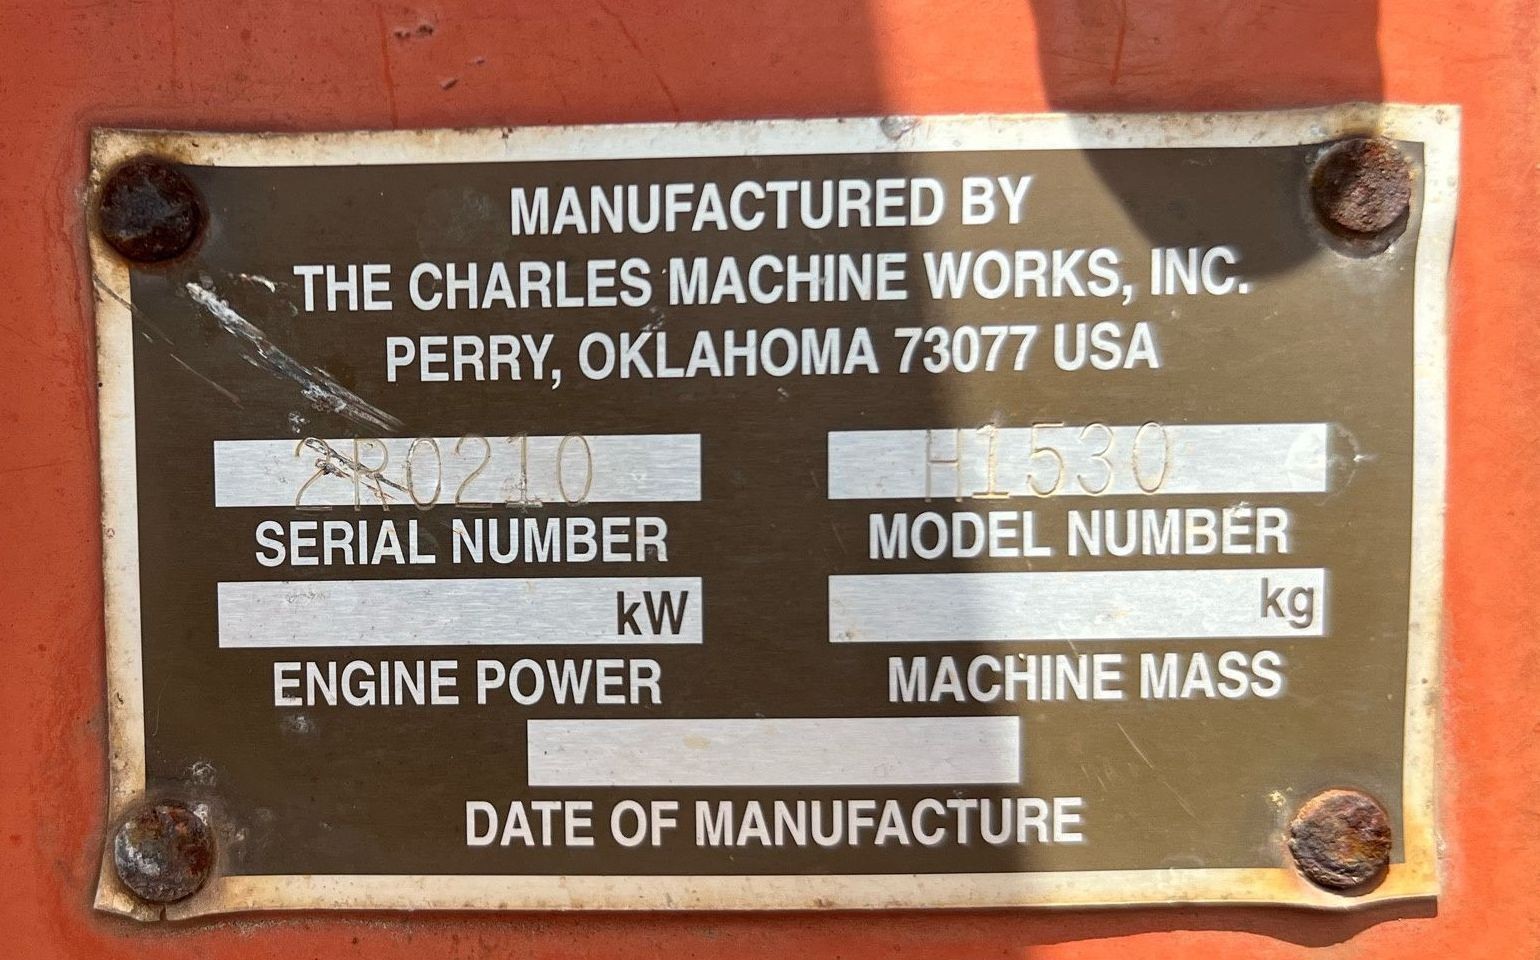 MANUFACTURED BY
THE CHARLES MACHINE WORKS, INC.
PERRY, OKLAHOMA 73077 USA
2R0210 H1530
SERIAL NUMBER MODEL NUMBER
kW kg
ENGINE POWER MACHINE MASS
DATE OF MANUFACTURE